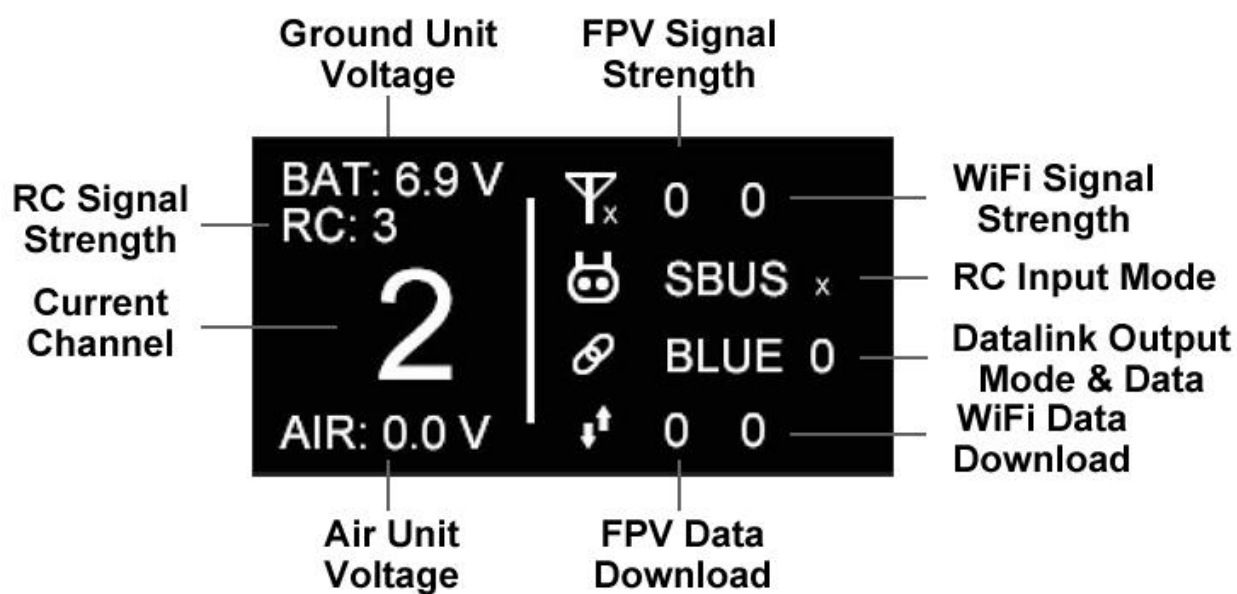 Ground Unit
Voltage
FPV Signal
Strength
RC Signal
Strength
Current
Channel
BAT: 6.9 V
RC: 3
2
AIR: 0.0 V
x 0 0
SBUS x
BLUE 0
0 0
WiFi Signal
Strength
RC Input Mode
Datalink Output
Mode & Data
WiFi Data
Download
Air Unit
Voltage
FPV Data
Download